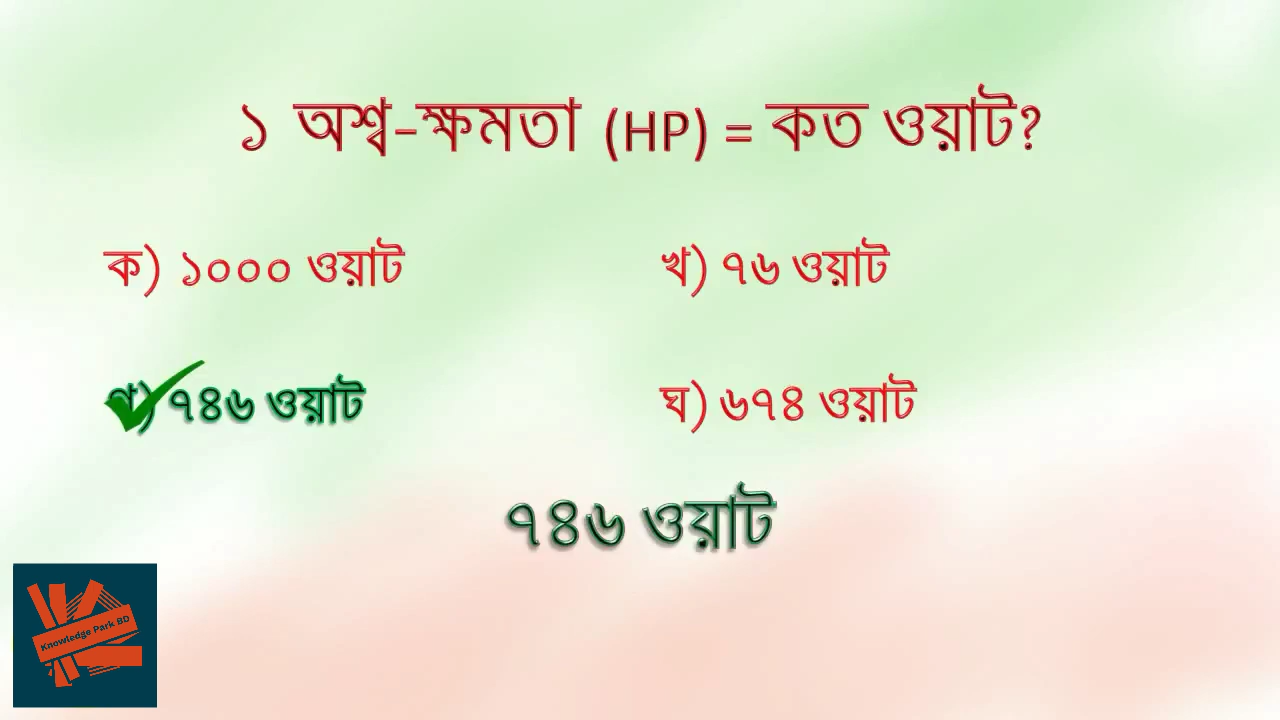 ১ অশ্ব-ক্ষমতা (HP) = কত ওয়াট?
ক) ১০০০ ওয়াট
খ) ৭৬ ওয়াট
গ) ৭৪৬ ওয়াট
ঘ) ৬৭৪ ওয়াট
৭৪৬ ওয়াট
Knowledge Park BD